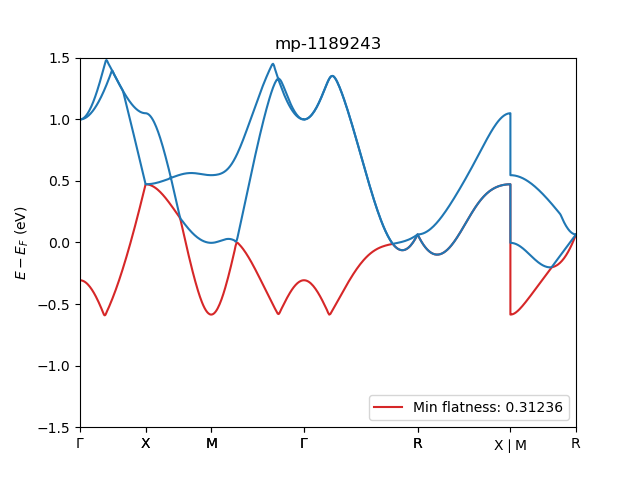 mp-1189243
E − E_F (eV)
1.5
1.0
0.5
0.0
−0.5
−1.0
−1.5
Min flatness: 0.31236
Γ X M Γ R X | M R